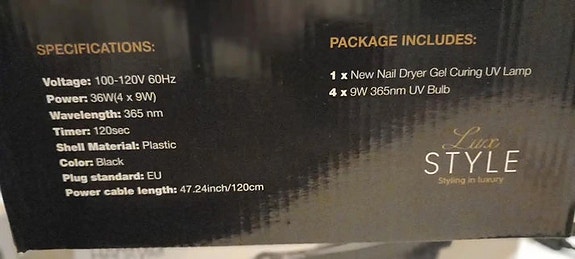 SPECIFICATIONS:
Voltage: 100-120V 60Hz
Power: 36W(4 x 9W)
Wavelength: 365 nm
Timer: 120sec
Shell Material: Plastic
Color: Black
Plug standard: EU
Power cable length: 47.24inch/120cm
PACKAGE INCLUDES:
1 x New Nail Dryer Gel Curing UV Lamp
4 x 9W 365nm UV Bulb
Lux
STYLE
Styling in luxury